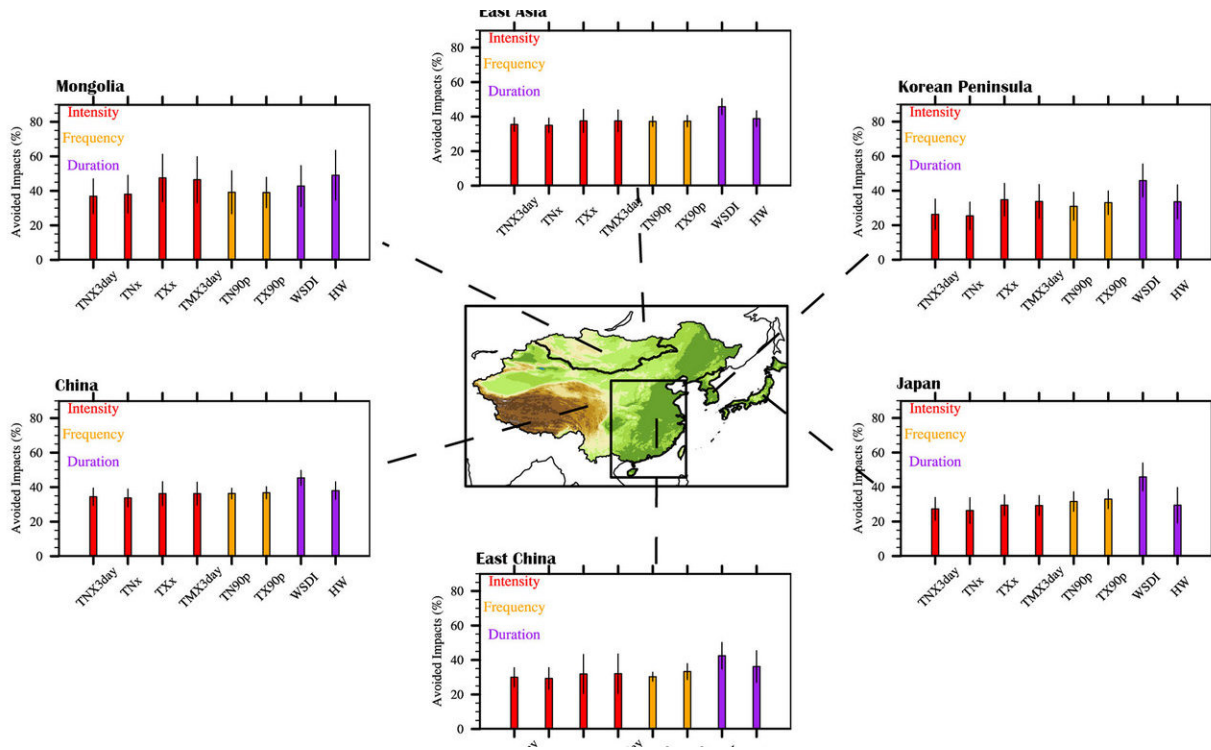 East Asia
Avoided Impacts (%)
80
60
40
20
0
Intensity
Frequency
Duration
TNX3day
TNx
TXx
TMX3day
TN90p
TX90p
WSDI
HW
Mongolia
Avoided Impacts (%)
80
60
40
20
0
Intensity
Frequency
Duration
TNX3day
TNx
TXx
TMX3day
TN90p
TX90p
WSDI
HW
Korean Peninsula
Avoided Impacts (%)
80
60
40
20
0
Intensity
Frequency
Duration
TNX3day
TNx
TXx
TMX3day
TN90p
TX90p
WSDI
HW
China
Avoided Impacts (%)
80
60
40
20
0
Intensity
Frequency
Duration
TNX3day
TNx
TXx
TMX3day
TN90p
TX90p
WSDI
HW
Japan
Avoided Impacts (%)
80
60
40
20
0
Intensity
Frequency
Duration
TNX3day
TNx
TXx
TMX3day
TN90p
TX90p
WSDI
HW
East China
Avoided Impacts (%)
80
60
40
20
0
Intensity
Frequency
Duration